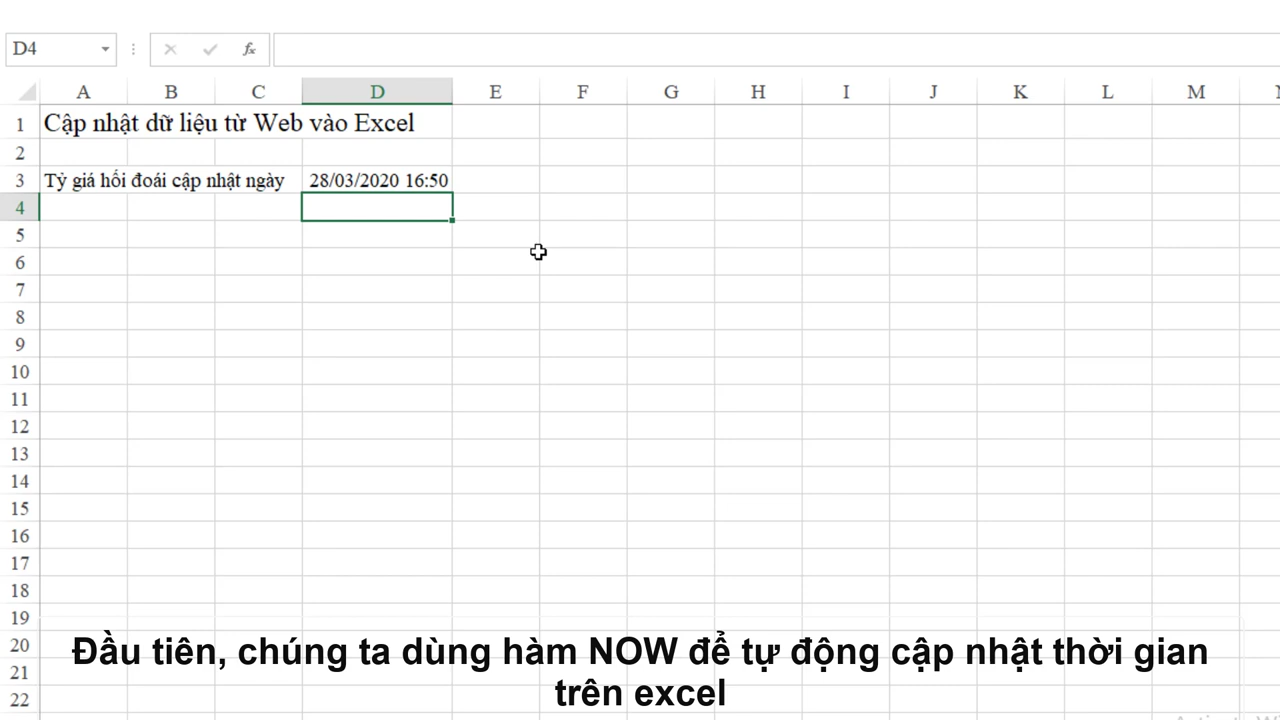 D4
fx
A B C D E F G H I J K L M
1 Cập nhật dữ liệu từ Web vào Excel
2
3 Tỷ giá hối đoái cập nhật ngày 28/03/2020 16:50
4
5
6
7
8
9
10
11
12
13
14
15
16
17
18
19
20
21
22
Đầu tiên, chúng ta dùng hàm NOW để tự động cập nhật thời gian
trên excel